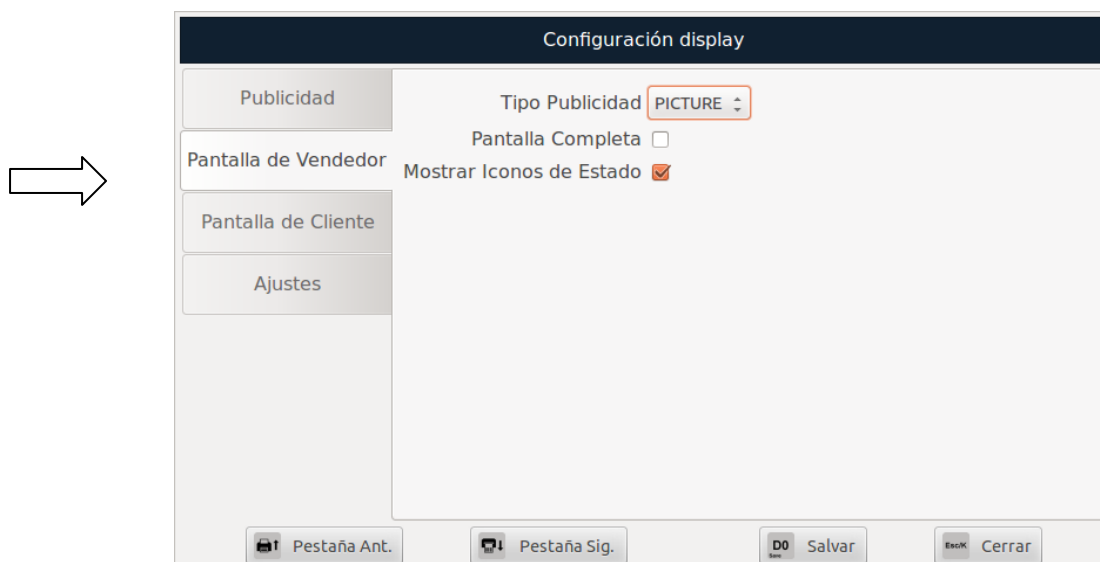 Configuración display
Publicidad
Pantalla de Vendedor
Pantalla de Cliente
Ajustes
Tipo Publicidad PICTURE
Pantalla Completa
Mostrar Iconos de Estado
Pestaña Ant. Pestaña Sig. D0 Save Salvar Esc/K Cerrar